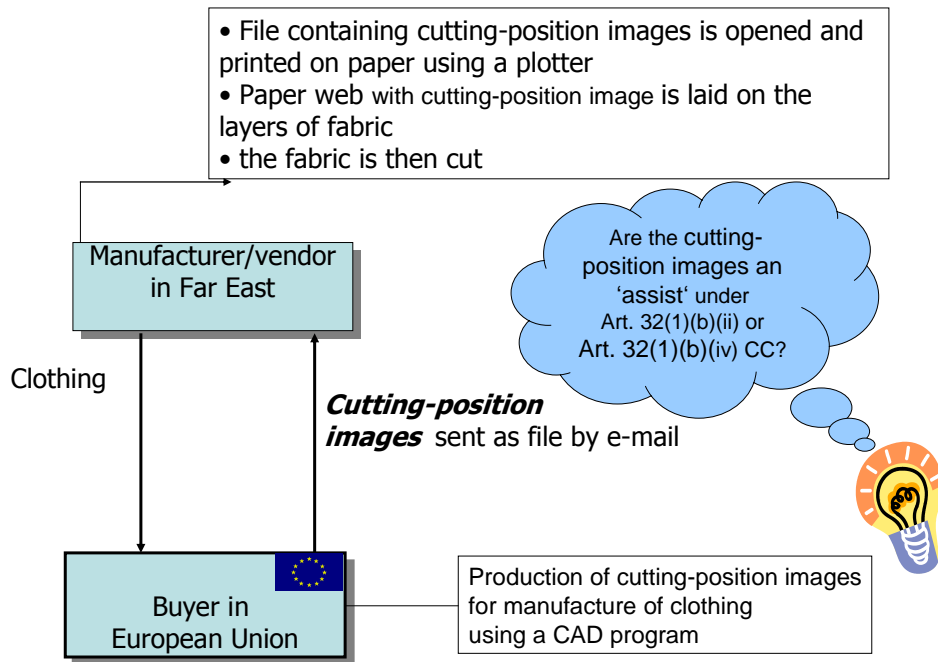 • File containing cutting-position images is opened and
printed on paper using a plotter
• Paper web with cutting-position image is laid on the
layers of fabric
• the fabric is then cut
Manufacturer/vendor
in Far East
Are the cutting-
position images an
‘assist‘ under
Art. 32(1)(b)(ii) or
Art. 32(1)(b)(iv) CC?
Clothing
Cutting-position
images sent as file by e-mail
Buyer in
European Union
Production of cutting-position images
for manufacture of clothing
using a CAD program